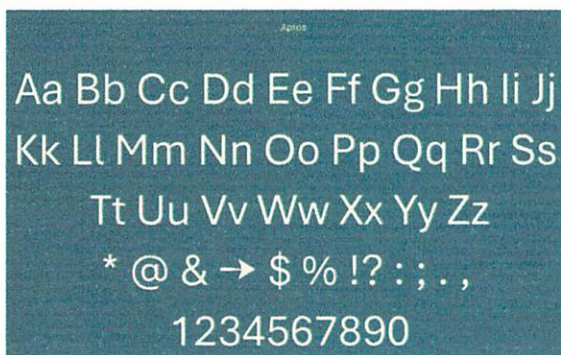 Aptos
Aa Bb Cc Dd Ee Ff Gg Hh Ii Jj
Kk Ll Mm Nn Oo Pp Qq Rr Ss
Tt Uu Vv Ww Xx Yy Zz
* @ & → $ % !? : ; . ,
1234567890